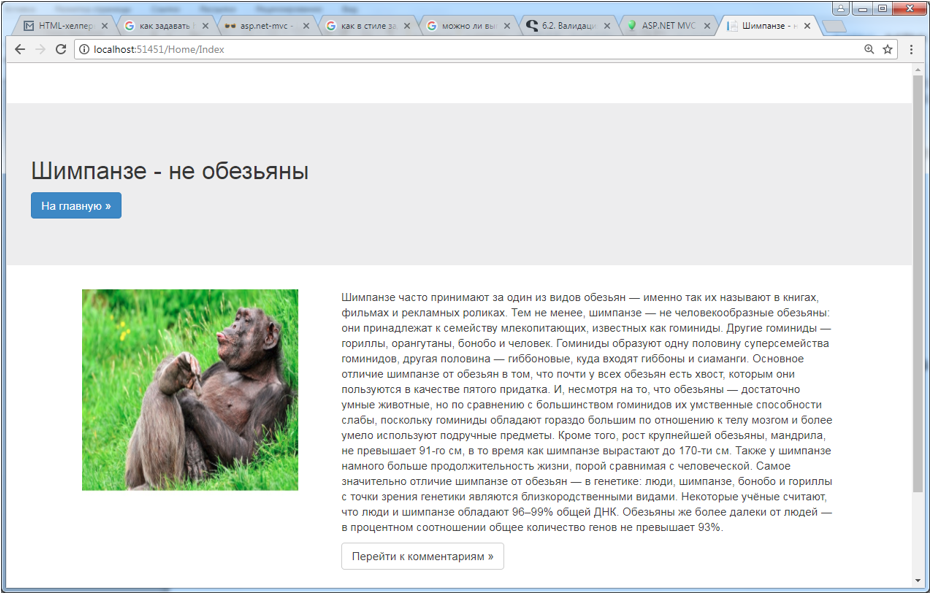 HTML-хелпер
как задавать
asp.net-mvc -
как в стиле за
можно ли вы
6.2. Валидаци
ASP.NET MVC
Шимпанзе - н
localhost:51451/Home/Index
Шимпанзе - не обезьяны
На главную »
Шимпанзе часто принимают за один из видов обезьян — именно так их называют в книгах,
фильмах и рекламных роликах. Тем не менее, шимпанзе — не человекообразные обезьяны:
они принадлежат к семейству млекопитающих, известных как гоминиды. Другие гоминиды —
гориллы, орангутаны, бонобо и человек. Гоминиды образуют одну половину суперсемейства
гоминидов, другая половина — гиббоновые, куда входят гиббоны и сиаманги. Основное
отличие шимпанзе от обезьян в том, что почти у всех обезьян есть хвост, которым они
пользуются в качестве пятого придатка. И, несмотря на то, что обезьяны — достаточно
умные животные, но по сравнению с большинством гоминидов их умственные способности
слабы, поскольку гоминиды обладают гораздо большим по отношению к телу мозгом и более
умело используют подручные предметы. Кроме того, рост крупнейшей обезьяны, мандрила,
не превышает 91-го см, в то время как шимпанзе вырастают до 170-ти см. Также у шимпанзе
намного больше продолжительность жизни, порой сравнимая с человеческой. Самое
значительно отличие шимпанзе от обезьян — в генетике: люди, шимпанзе, бонобо и гориллы
с точки зрения генетики являются близкородственными видами. Некоторые учёные считают,
что люди и шимпанзе обладают 96–99% общей ДНК. Обезьяны же более далеки от людей —
в процентном соотношении общее количество генов не превышает 93%.
Перейти к комментариям »